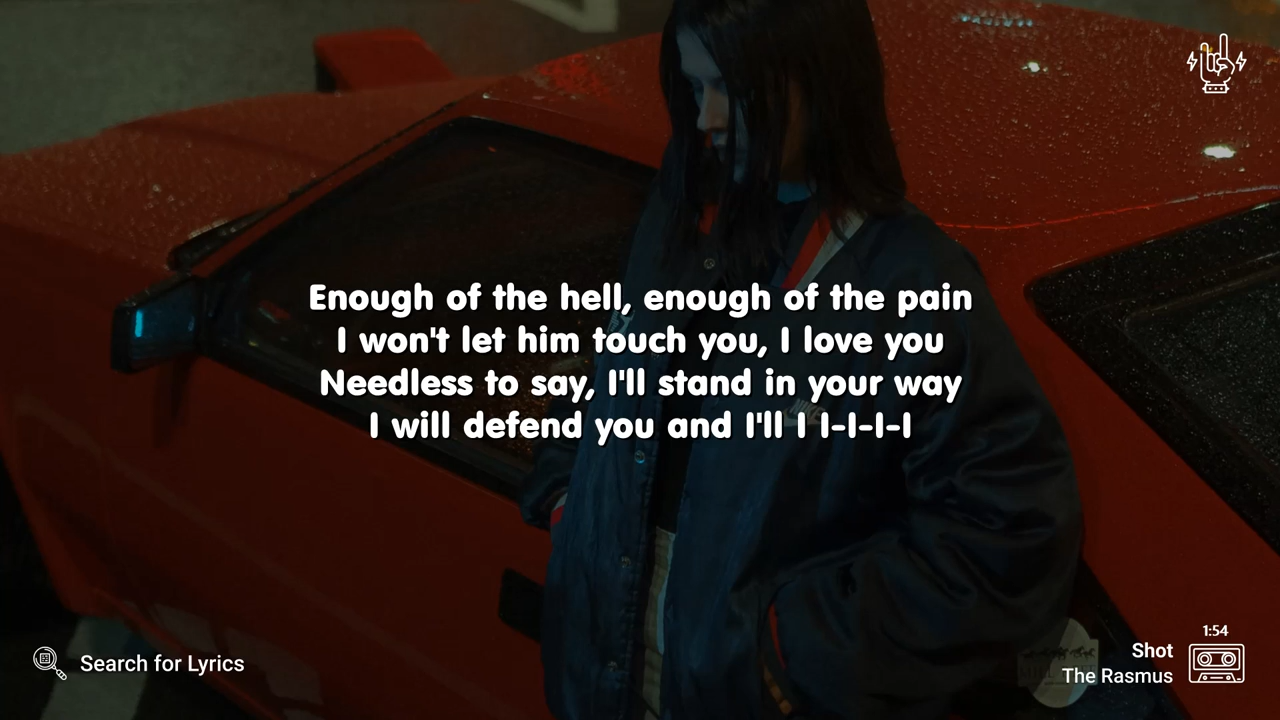 Enough of the hell, enough of the pain
I won't let him touch you, I love you
Needless to say, I'll stand in your way
I will defend you and I'll I I-I-I-I
1:54
Search for Lyrics
Shot
The Rasmus